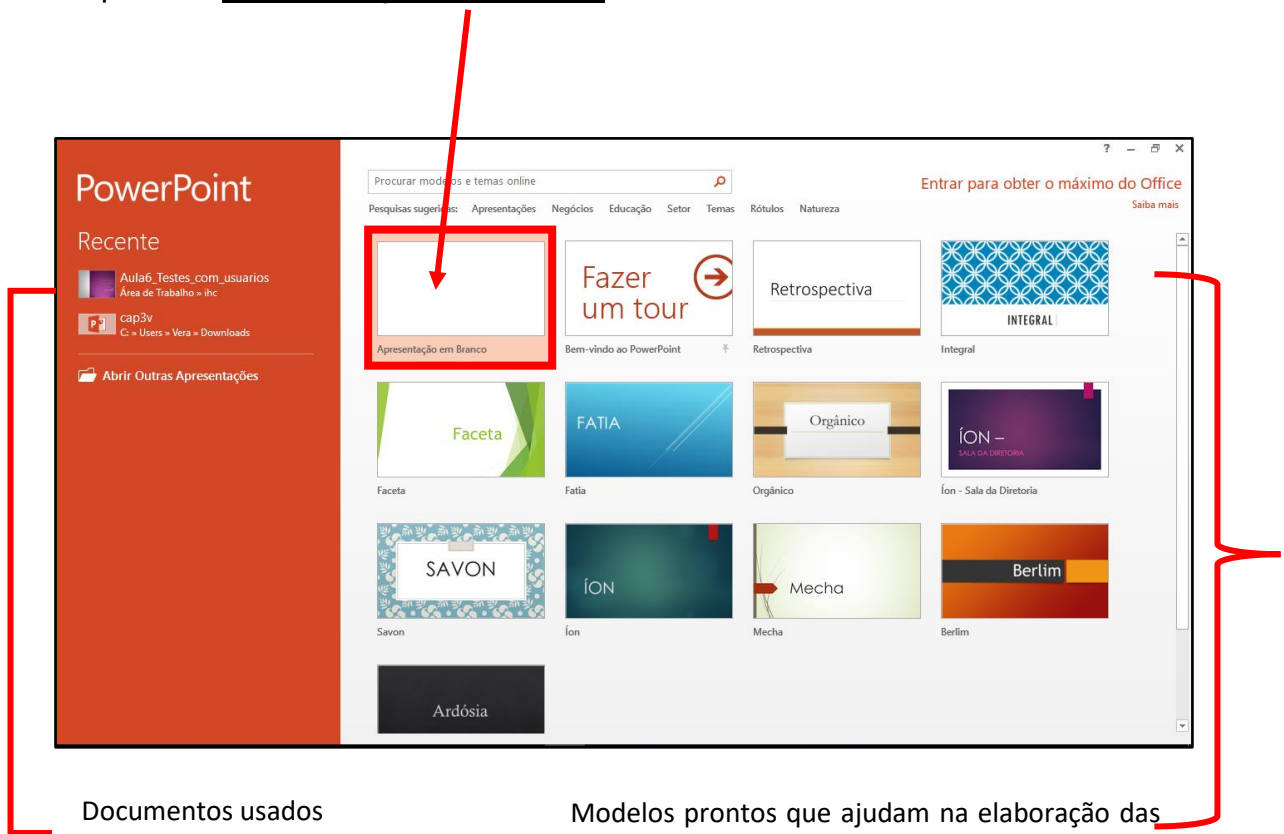 PowerPoint
Recente
Aula6_Testes_com_usuarios
Área de Trabalho » ihc
cap3v
C: » Users » Vera » Downloads
Abrir Outras Apresentações
Procurar modelos e temas online
Entrar para obter o máximo do Office
Saiba mais
Pesquisas sugeridas: Apresentações Negócios Educação Setor Temas Rótulos Natureza
Fazer
um tour
Retrospectiva
INTEGRAL
Apresentação em Branco
Bem-vindo ao PowerPoint
Retrospectiva
Integral
Faceta
FATIA
Orgânico
ÍON –
SALA DA DIRETORIA
Faceta
Fatia
Orgânico
Íon - Sala da Diretoria
SAVON
ÍON
Mecha
Berlim
Savon
Íon
Mecha
Berlim
Ardósia
Documentos usados
Modelos prontos que ajudam na elaboração das